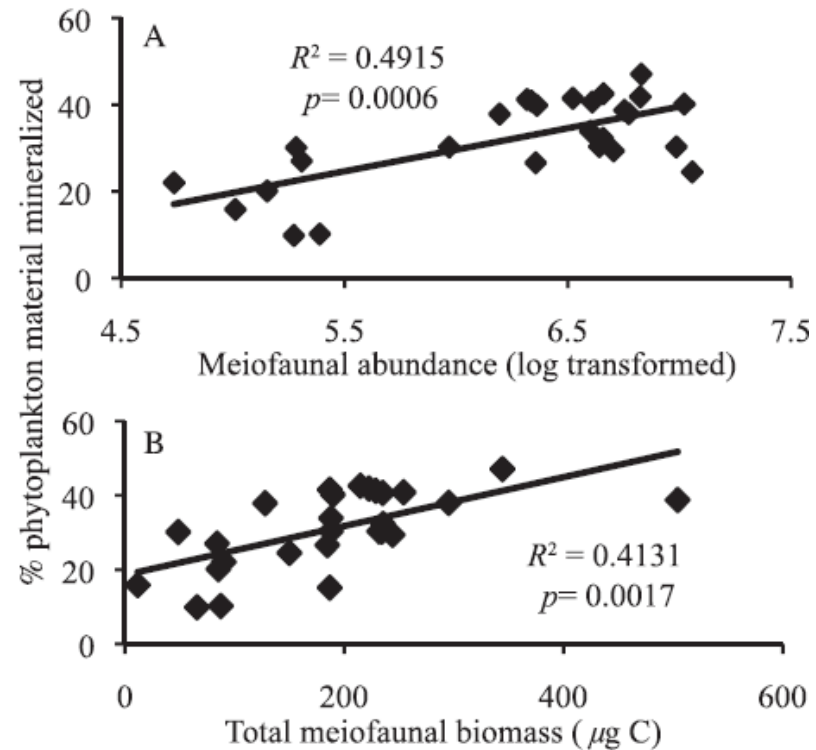 % phytoplankton material mineralized
A
R² = 0.4915
p= 0.0006
60
40
20
0
4.5 5.5 6.5 7.5
Meiofaunal abundance (log transformed)
B
60
40
20
0
R² = 0.4131
p= 0.0017
0 200 400 600
Total meiofaunal biomass ( μg C)